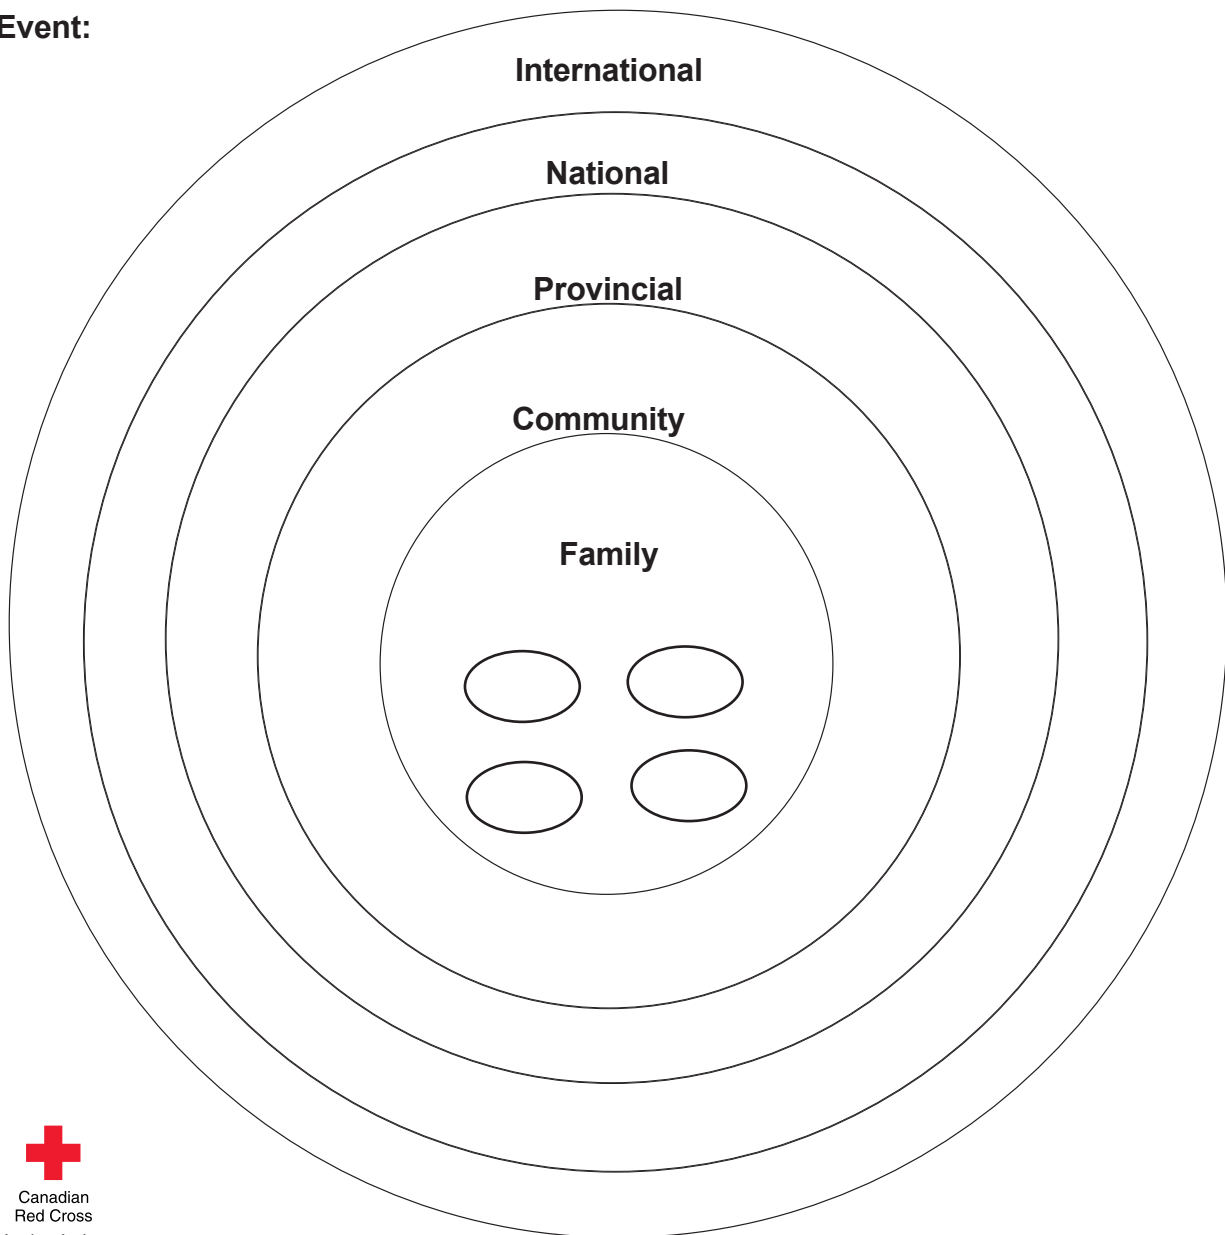 Event:
International
National
Provincial
Community
Family
Canadian
Red Cross